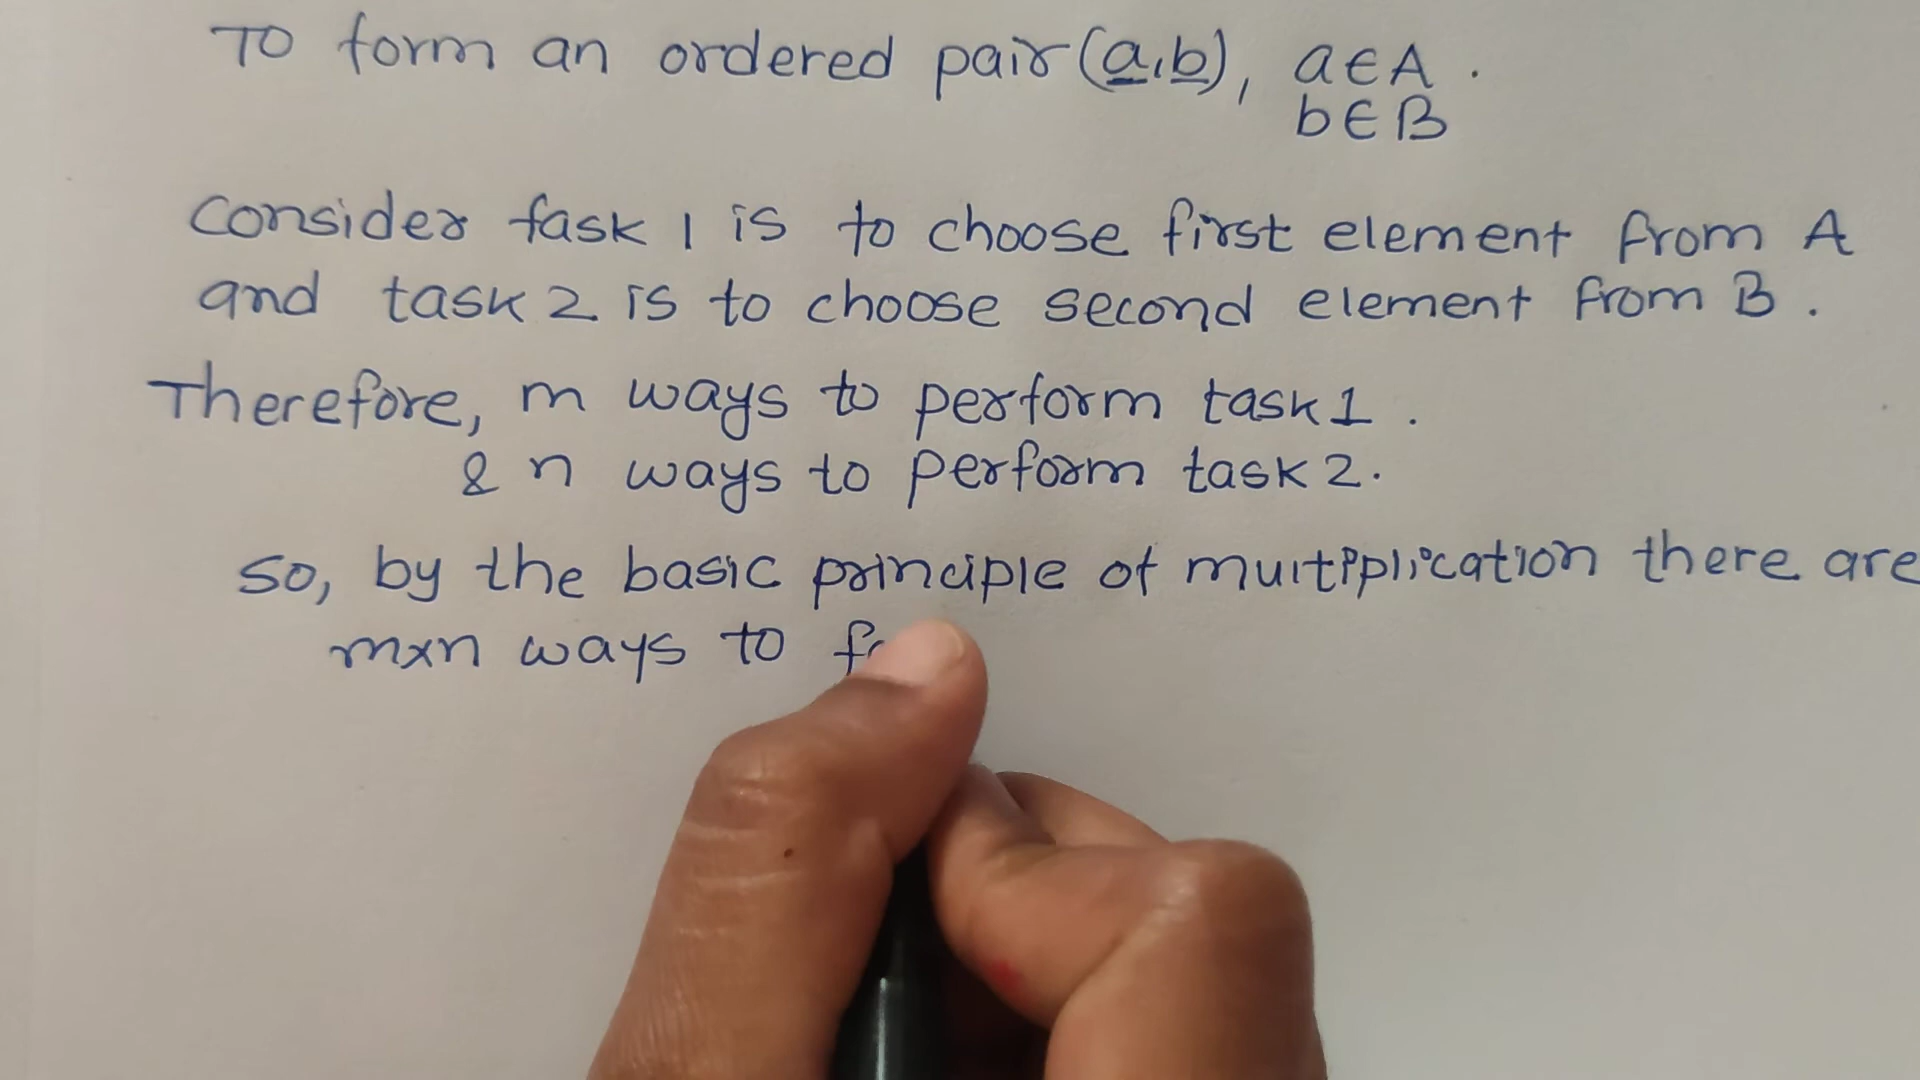 To form an ordered pair (a,b), a∈A.
b∈B
Consider task 1 is to choose first element from A
and task 2 is to choose second element from B.
Therefore, m ways to perform task 1.
& n ways to perform task 2.
So, by the basic principle of multiplication there are
m×n ways to